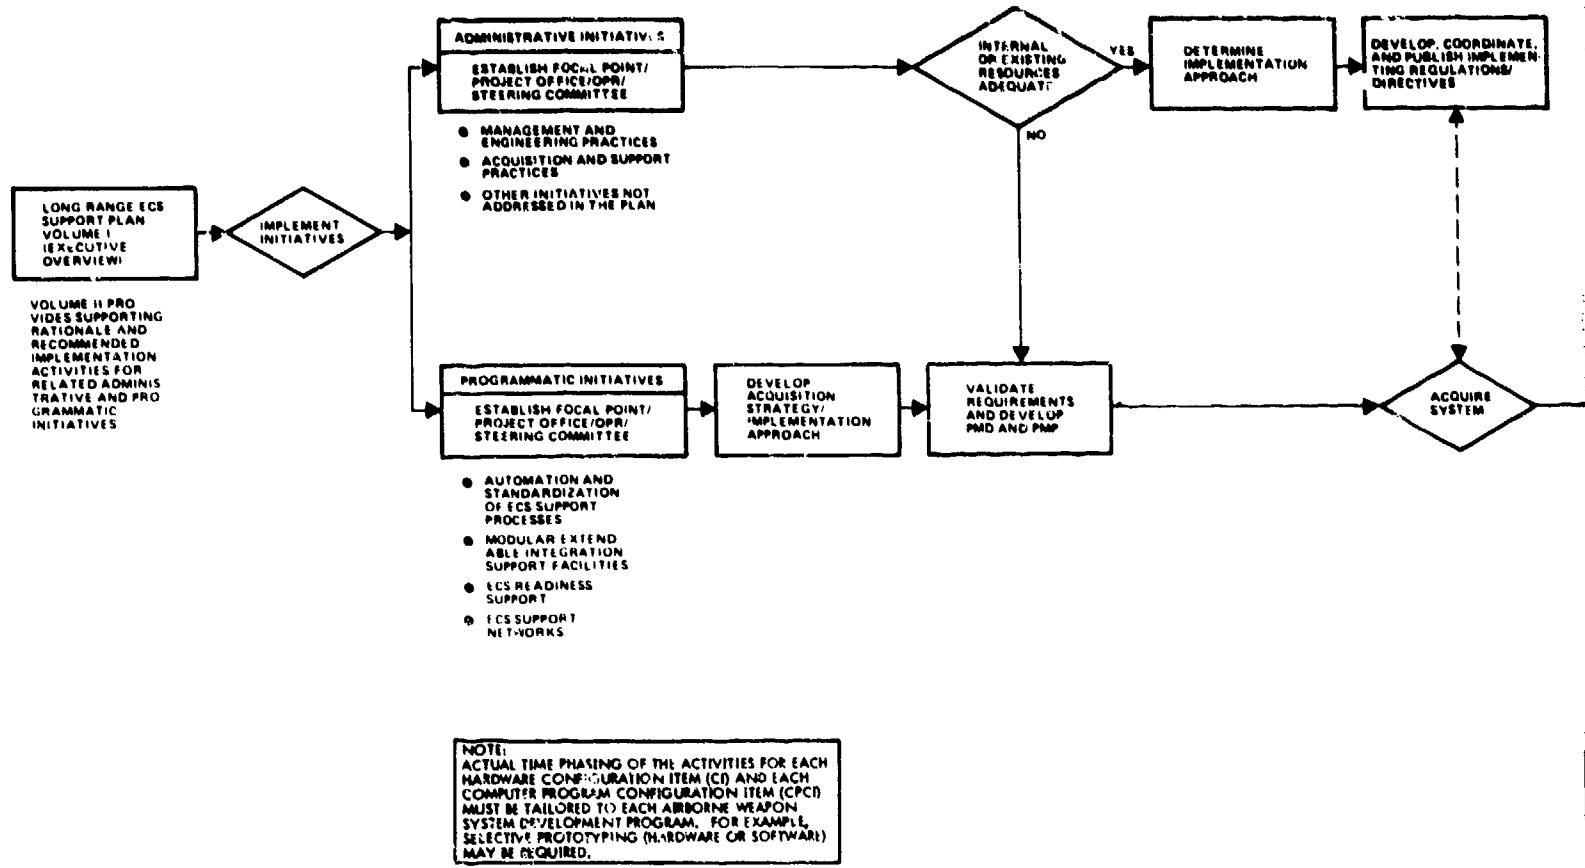 ADMINISTRATIVE INITIATIVES
ESTABLISH FOCAL POINT/
PROJECT OFFICE/OPR/
STEERING COMMITTEE
● MANAGEMENT AND
ENGINEERING PRACTICES
● ACQUISITION AND SUPPORT
PRACTICES
● OTHER INITIATIVES NOT
ADDRESSED IN THE PLAN
INTERNAL
OR EXISTING
RESOURCES
ADEQUATE
YES
NO
DETERMINE
IMPLEMENTATION
APPROACH
DEVELOP, COORDINATE,
AND PUBLISH IMPLEMEN-
TING REGULATIONS/
DIRECTIVES
LONG RANGE ECS
SUPPORT PLAN
VOLUME I
(EXECUTIVE
OVERVIEW)
IMPLEMENT
INITIATIVES
VOLUME II PRO
VIDES SUPPORTING
RATIONALE AND
RECOMMENDED
IMPLEMENTATION
ACTIVITIES FOR
RELATED ADMINIS
TRATIVE AND PRO
GRAMMATIC
INITIATIVES
PROGRAMMATIC INITIATIVES
ESTABLISH FOCAL POINT/
PROJECT OFFICE/OPR/
STEERING COMMITTEE
● AUTOMATION AND
STANDARDIZATION
OF ECS SUPPORT
PROCESSES
● MODULAR EXTEND
ABLE INTEGRATION
SUPPORT FACILITIES
● ECS READINESS
SUPPORT
● ECS SUPPORT
NETWORKS
DEVELOP
ACQUISITION
STRATEGY/
IMPLEMENTATION
APPROACH
VALIDATE
REQUIREMENTS
AND DEVELOP
PMD AND PMP
ACQUIRE
SYSTEM
NOTE:
ACTUAL TIME PHASING OF THE ACTIVITIES FOR EACH
HARDWARE CONFIGURATION ITEM (CI) AND EACH
COMPUTER PROGRAM CONFIGURATION ITEM (CPCI)
MUST BE TAILORED TO EACH AIRBORNE WEAPON
SYSTEM DEVELOPMENT PROGRAM. FOR EXAMPLE,
SELECTIVE PROTOTYPING (HARDWARE OR SOFTWARE)
MAY BE REQUIRED.